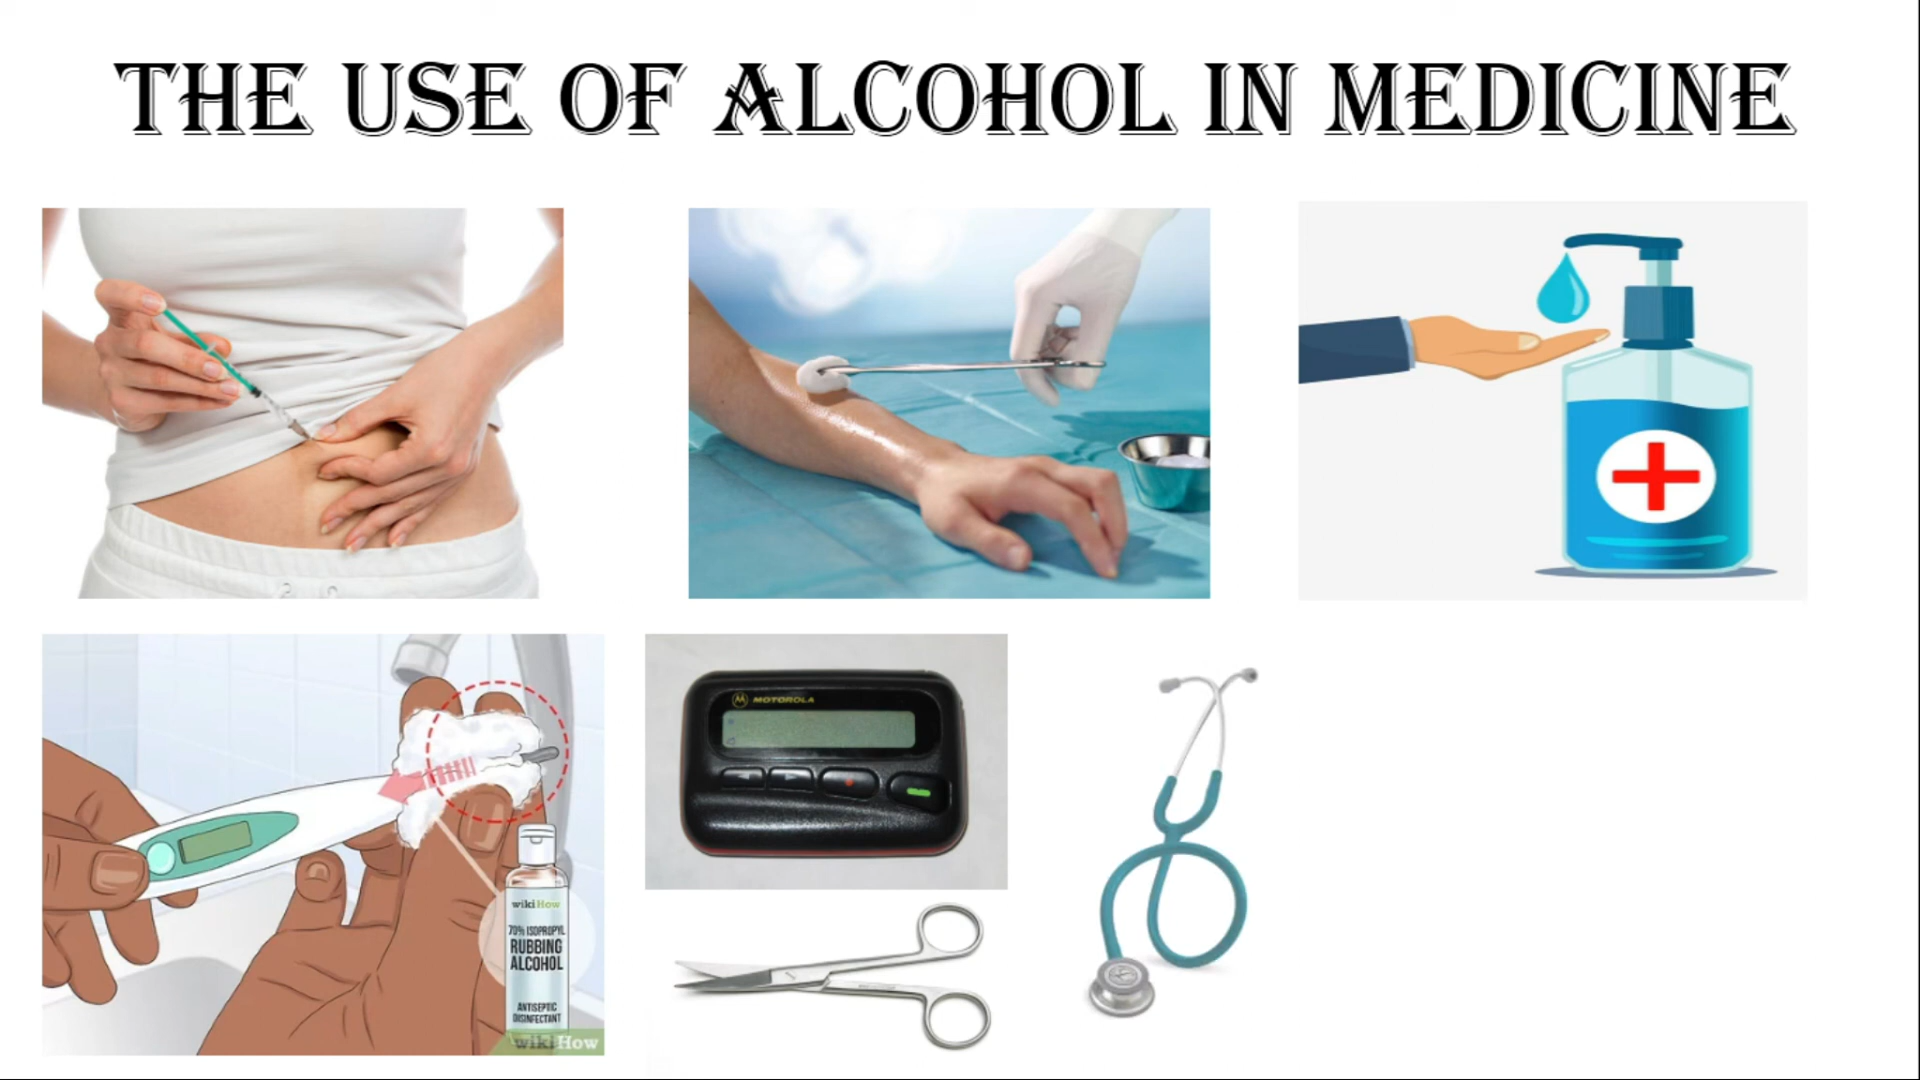 THE USE OF ALCOHOL IN MEDICINE
MOTOROLA
wikiHow
70% ISOPROPYL
RUBBING
ALCOHOL
ANTISEPTIC
DISINFECTANT
wikiHow